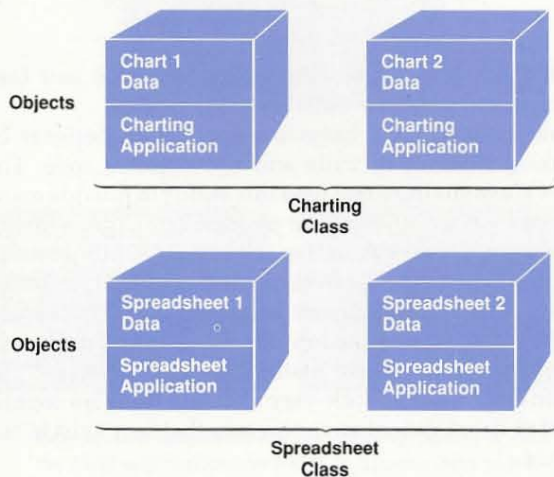 Chart 1
Data
Chart 2
Data
Objects
Charting
Application
Charting
Application
Charting
Class
Spreadsheet 1
Data
Spreadsheet 2
Data
Objects
Spreadsheet
Application
Spreadsheet
Application
Spreadsheet
Class